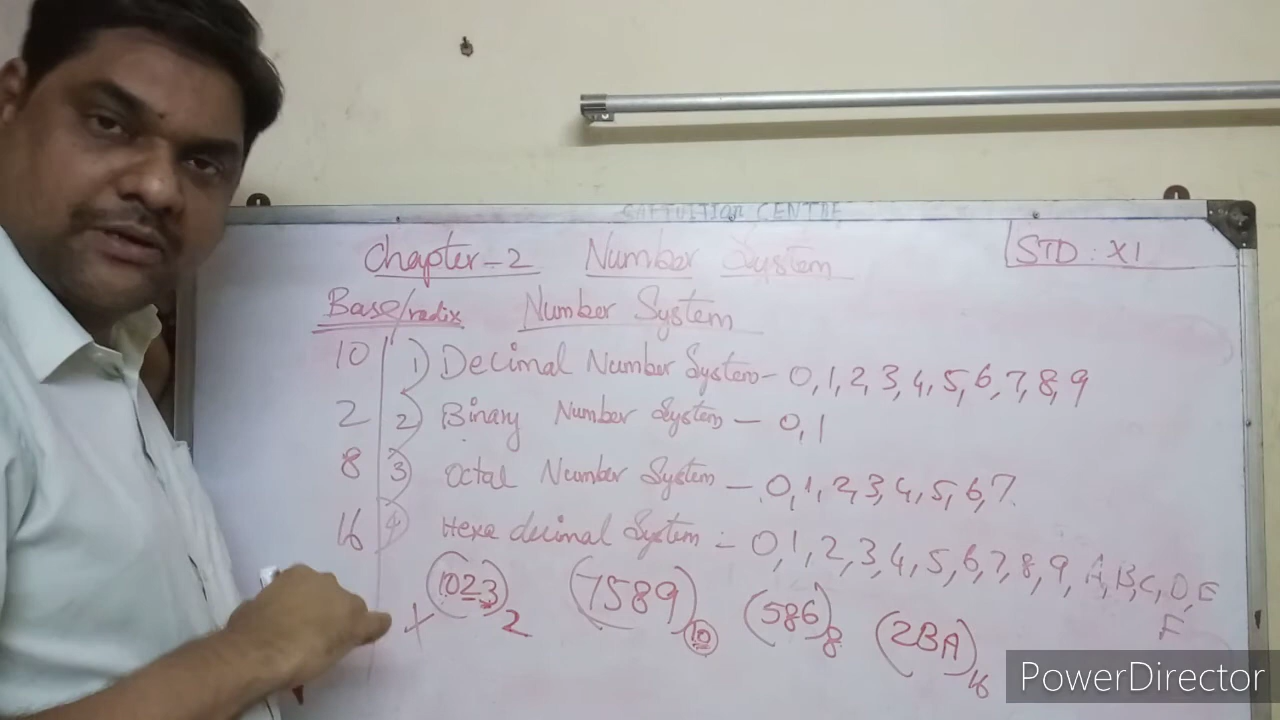 TUITION CENTRE
Chapter-2 Number System
STD: XI
Base/radix Number System
10 1) Decimal Number System - 0,1,2,3,4,5,6,7,8,9
2 2) Binary Number System - 0,1
8 3) Octal Number System - 0,1,2,3,4,5,6,7
16 4) Hexa decimal System - 0,1,2,3,4,5,6,7,8,9,A,B,C,D,E
F
x (1023)2 (7589)10 (586)8 (2BA)16
PowerDirector